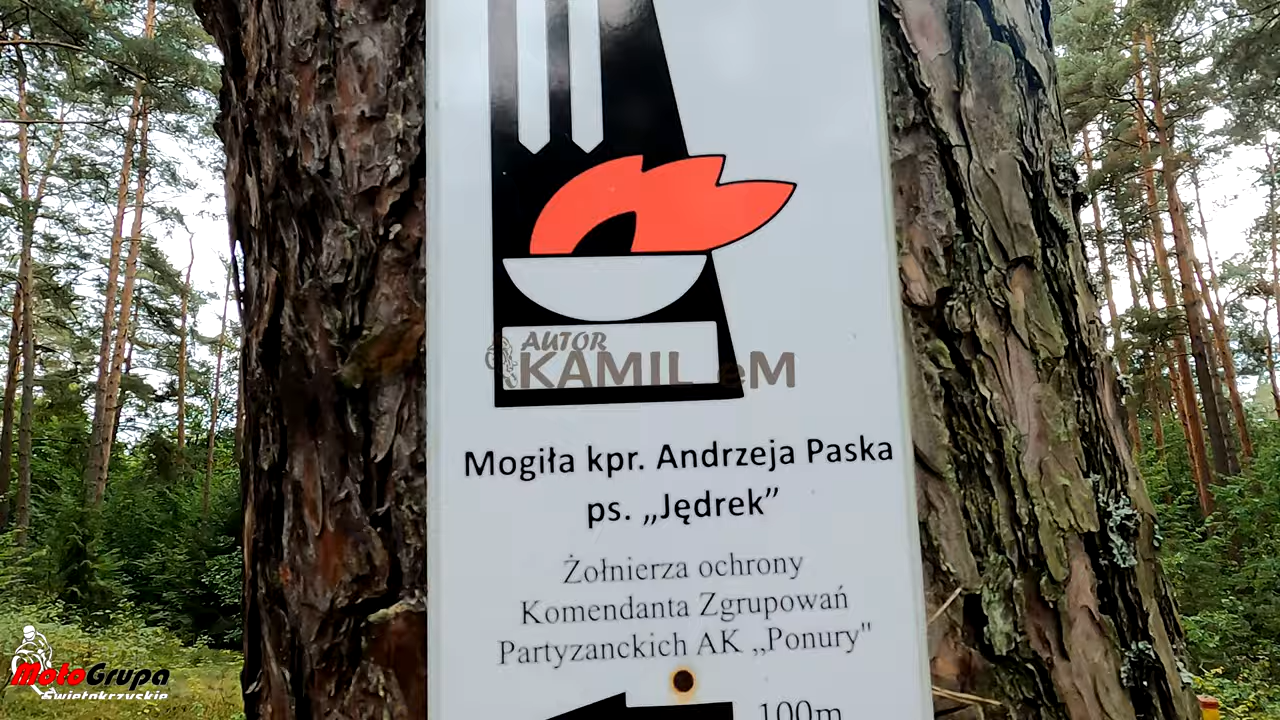 AUTOR
KAMIL eM
Mogiła kpr. Andrzeja Paska
ps. „Jędrek”
Żołnierza ochrony
Komendanta Zgrupowań
Partyzanckich AK „Ponury"
100m
MotoGrupa
Świętokrzyskie